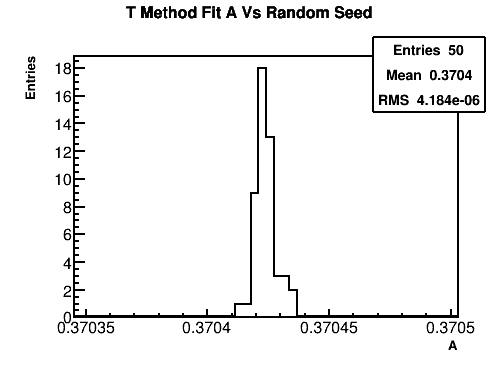 T Method Fit A Vs Random Seed
Entries 50
Mean 0.3704
RMS 4.184e-06
Entries
18
16
14
12
10
8
6
4
2
0
0.37035 0.3704 0.37045 0.3705
A